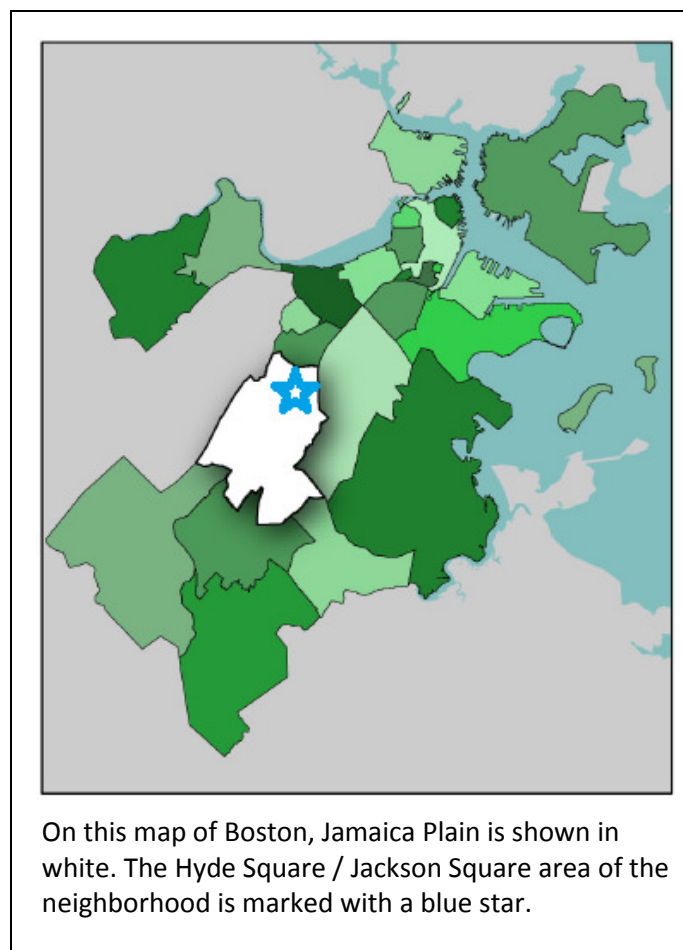 On this map of Boston, Jamaica Plain is shown in
white. The Hyde Square / Jackson Square area of the
neighborhood is marked with a blue star.